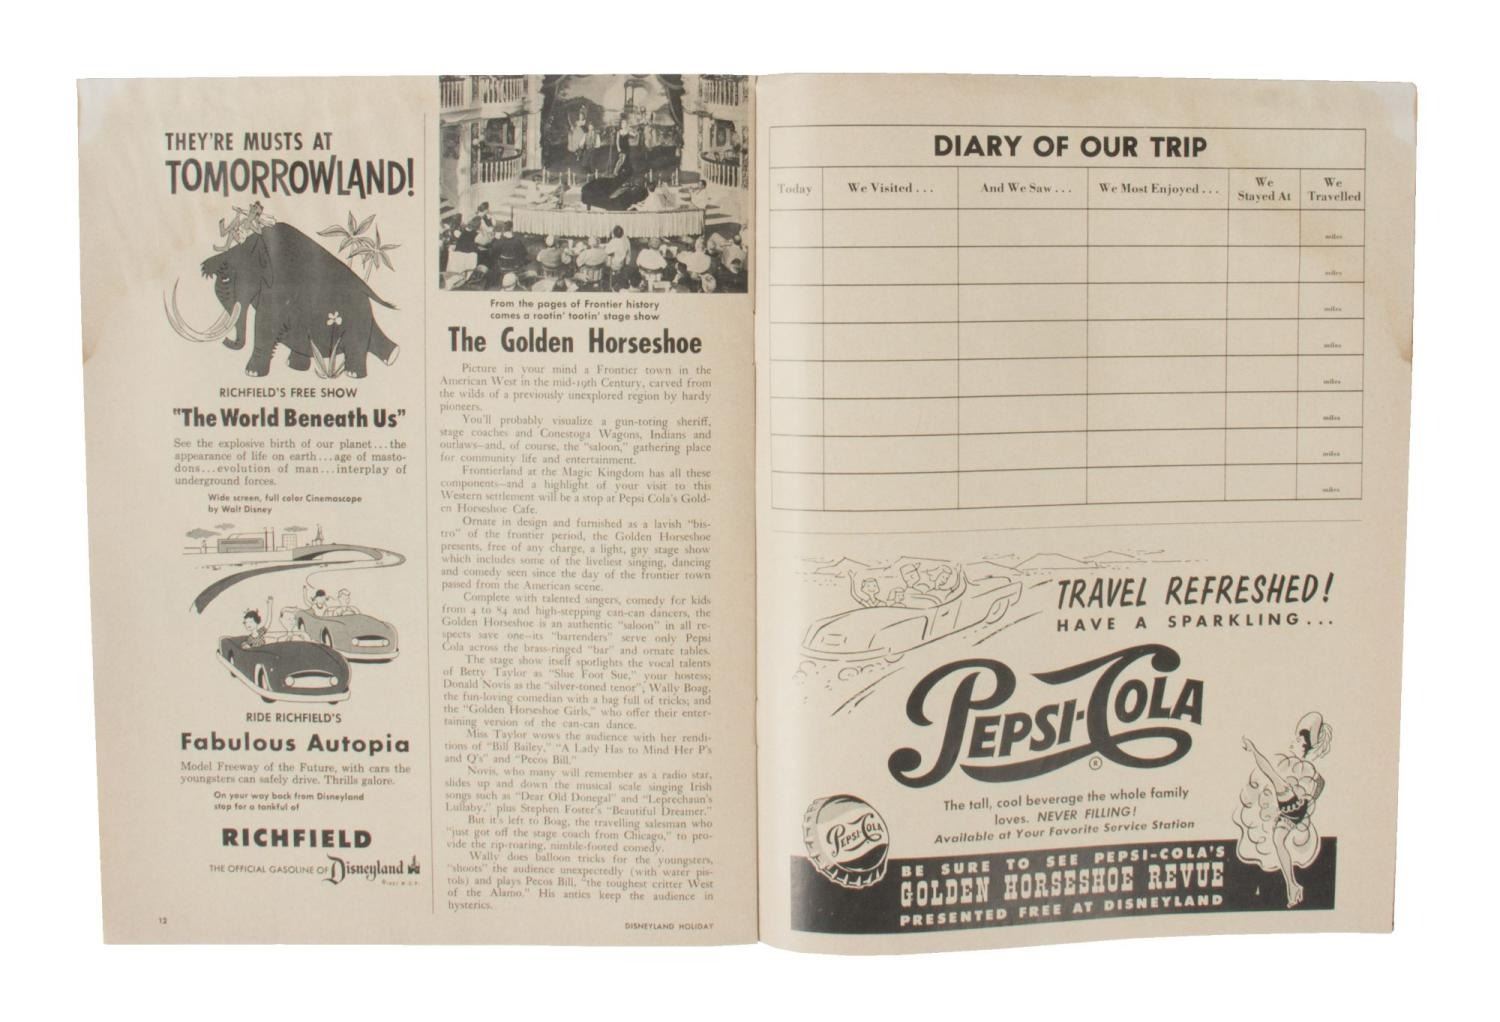 THEY'RE MUSTS AT
TOMORROWLAND!
RICHFIELD'S FREE SHOW
"The World Beneath Us"
See the explosive birth of our planet...the
appearance of life on earth...age of masto-
dons...evolution of man...interplay of
underground forces.
Wide screen, full color Cinemascope
by Walt Disney
RIDE RICHFIELD'S
Fabulous Autopia
Model Freeway of the Future, with cars the
youngsters can safely drive. Thrills galore.
On your way back from Disneyland
stop for a tankful of
RICHFIELD
THE OFFICIAL GASOLINE OF Disneyland
12
From the pages of Frontier history
comes a rootin' tootin' stage show
The Golden Horseshoe
Picture in your mind a Frontier town in the
American West in the mid-19th Century, carved from
the wilds of a previously unexplored region by hardy
pioneers.
You'll probably visualize a gun-toting sheriff,
stage coaches and Conestoga Wagons, Indians and
outlaws—and, of course, the "saloon," gathering place
for community life and entertainment.
Frontierland at the Magic Kingdom has all these
components—and a highlight of your visit to this
Western settlement will be a stop at Pepsi Cola's Gold-
en Horseshoe Cafe.
Ornate in design and furnished as a lavish "bis-
tro" of the frontier period, the Golden Horseshoe
presents, free of any charge, a light, gay stage show
which includes some of the liveliest singing, dancing
and comedy seen since the day of the frontier town
passed from the American scene.
Complete with talented singers, comedy for kids
from 4 to 84 and high-stepping can-can dancers, the
Golden Horseshoe is an authentic "saloon" in all re-
spects save one—its "bartenders" serve only Pepsi
Cola across the brass-ringed "bar" and ornate tables.
The stage show itself spotlights the vocal talents
of Betty Taylor as "Slue Foot Sue," your hostess;
Donald Novis as the "silver-toned tenor"; Wally Boag,
the fun-loving comedian with a bag full of tricks; and
the "Golden Horseshoe Girls," who offer their enter-
taining version of the can-can dance.
Miss Taylor wows the audience with her rendi-
tions of "Bill Bailey," "A Lady Has to Mind Her P's
and Q's" and "Pecos Bill."
Novis, who many will remember as a radio star,
slides up and down the musical scale singing Irish
songs such as "Dear Old Donegal" and "Leprechaun's
Lullaby," plus Stephen Foster's "Beautiful Dreamer."
But it's left to Boag, the travelling salesman who
"just got off the stage coach from Chicago," to pro-
vide the rip-roaring, nimble-footed comedy.
Wally does balloon tricks for the youngsters,
"shoots" the audience unexpectedly (with water pis-
tols) and plays Pecos Bill, "the toughest critter West
of the Alamo." His antics keep the audience in
hysterics.
DISNEYLAND HOLIDAY
DIARY OF OUR TRIP
Today We Visited... And We Saw... We Most Enjoyed... We Stayed At We Travelled
miles
miles
miles
miles
miles
miles
miles
miles
TRAVEL REFRESHED!
HAVE A SPARKLING...
PEPSI-COLA
®
The tall, cool beverage the whole family
loves. NEVER FILLING!
Available at Your Favorite Service Station
PEPSI-COLA
BE SURE TO SEE PEPSI-COLA'S
GOLDEN HORSESHOE REVUE
PRESENTED FREE AT DISNEYLAND